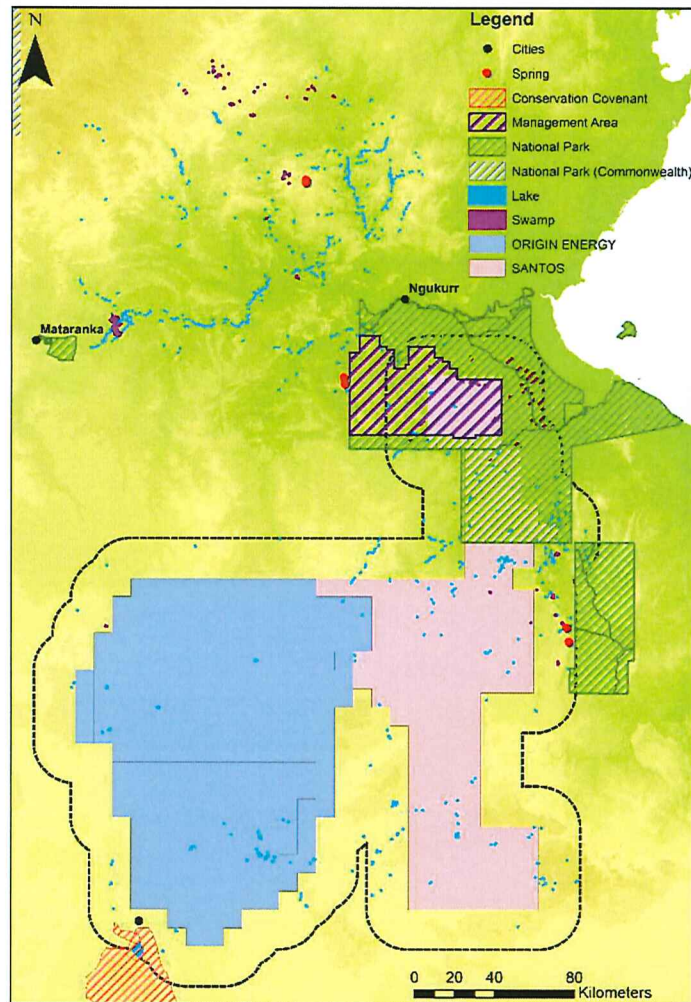 N
Legend
Cities
Spring
Conservation Covenant
Management Area
National Park
National Park (Commonwealth)
Lake
Swamp
ORIGIN ENERGY
SANTOS
Ngukurr
Mataranka
0 20 40 80
Kilometers